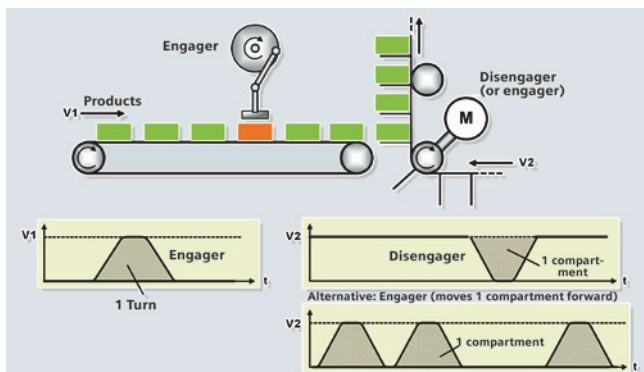 Engager
Products
V1
Disengager
(or engager)
M
V2
V1
Engager
1 Turn
t
V2
Disengager
1 compart-
ment
t
Alternative: Engager (moves 1 compartment forward)
V2
1 compartment
t